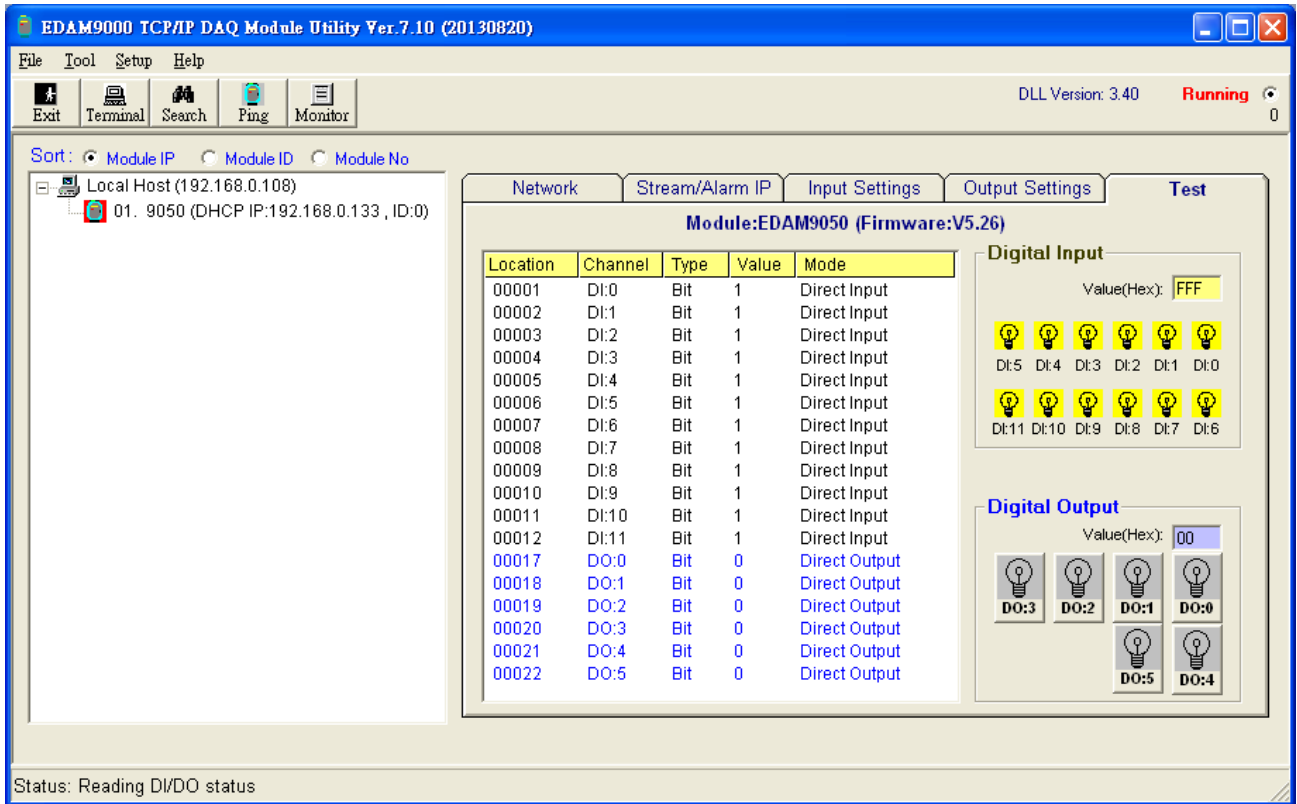 EDAM9000 TCP/IP DAQ Module Utility Ver.7.10 (20130820)
File Tool Setup Help
Exit Terminal Search Ping Monitor
DLL Version: 3.40 Running
0
Sort: Module IP Module ID Module No
Local Host (192.168.0.108)
01. 9050 (DHCP IP:192.168.0.133 , ID:0)
Network Stream/Alarm IP Input Settings Output Settings Test
Module:EDAM9050 (Firmware:V5.26)
Location Channel Type Value Mode
00001 DI:0 Bit 1 Direct Input
00002 DI:1 Bit 1 Direct Input
00003 DI:2 Bit 1 Direct Input
00004 DI:3 Bit 1 Direct Input
00005 DI:4 Bit 1 Direct Input
00006 DI:5 Bit 1 Direct Input
00007 DI:6 Bit 1 Direct Input
00008 DI:7 Bit 1 Direct Input
00009 DI:8 Bit 1 Direct Input
00010 DI:9 Bit 1 Direct Input
00011 DI:10 Bit 1 Direct Input
00012 DI:11 Bit 1 Direct Input
00017 DO:0 Bit 0 Direct Output
00018 DO:1 Bit 0 Direct Output
00019 DO:2 Bit 0 Direct Output
00020 DO:3 Bit 0 Direct Output
00021 DO:4 Bit 0 Direct Output
00022 DO:5 Bit 0 Direct Output
Digital Input
Value(Hex): FFF
DI:5 DI:4 DI:3 DI:2 DI:1 DI:0
DI:11 DI:10 DI:9 DI:8 DI:7 DI:6
Digital Output
Value(Hex): 00
DO:3 DO:2 DO:1 DO:0
DO:5 DO:4
Status: Reading DI/DO status